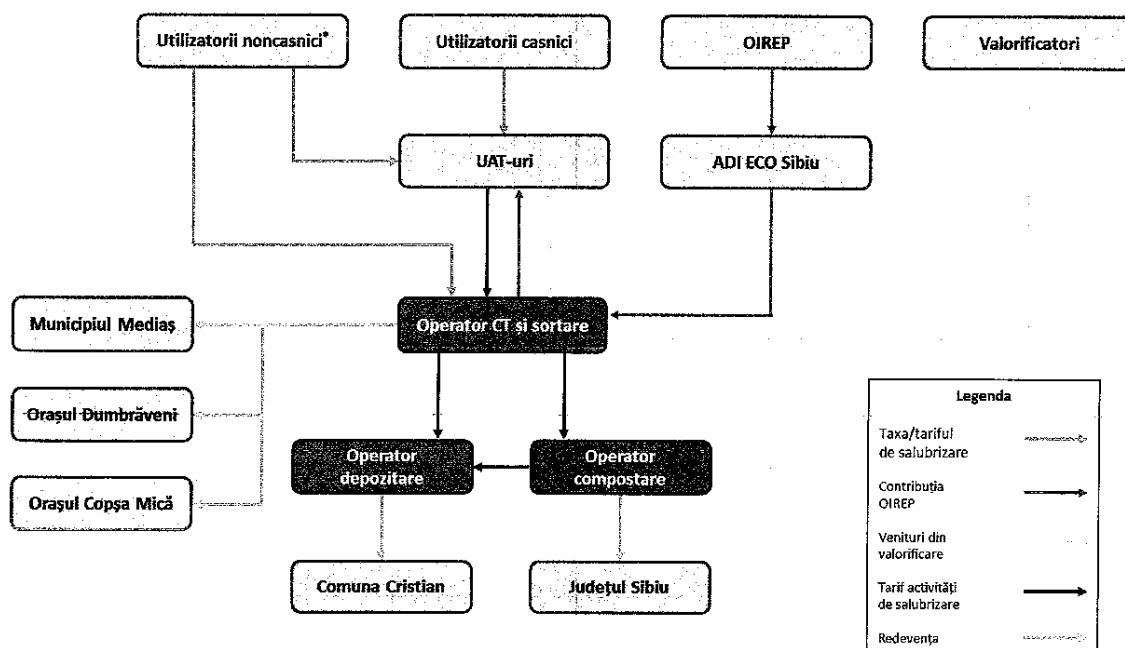 Utilizatorii noncasnici*
Utilizatorii casnici
OIREP
Valorificatori
UAT-uri
ADI ECO Sibiu
Municipiul Mediaș
Operator CT si sortare
Orașul Dumbrăveni
Orașul Copșa Mică
Operator
depozitare
Operator
compostare
Comuna Cristian
Județul Sibiu
Legenda
Taxa/tariful
de salubrizare
Contribuția
OIREP
Venituri din
valorificare
Tarif activități
de salubrizare
Redevența